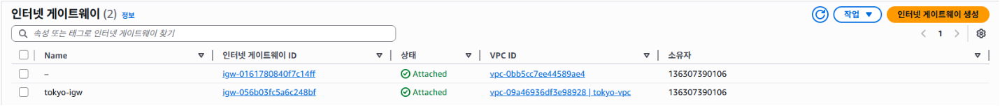 인터넷 게이트웨이 (2) 정보
작업 ▼ 인터넷 게이트웨이 생성
속성 또는 태그로 인터넷 게이트웨이 찾기
1
Name 인터넷 게이트웨이 ID 상태 VPC ID 소유자
– igw-0161780840f7c14ff Attached vpc-0bb5cc7ee44589ae4 136307390106
tokyo-igw igw-056b03fc5a6c248bf Attached vpc-09a46936df3e98928 | tokyo-vpc 136307390106